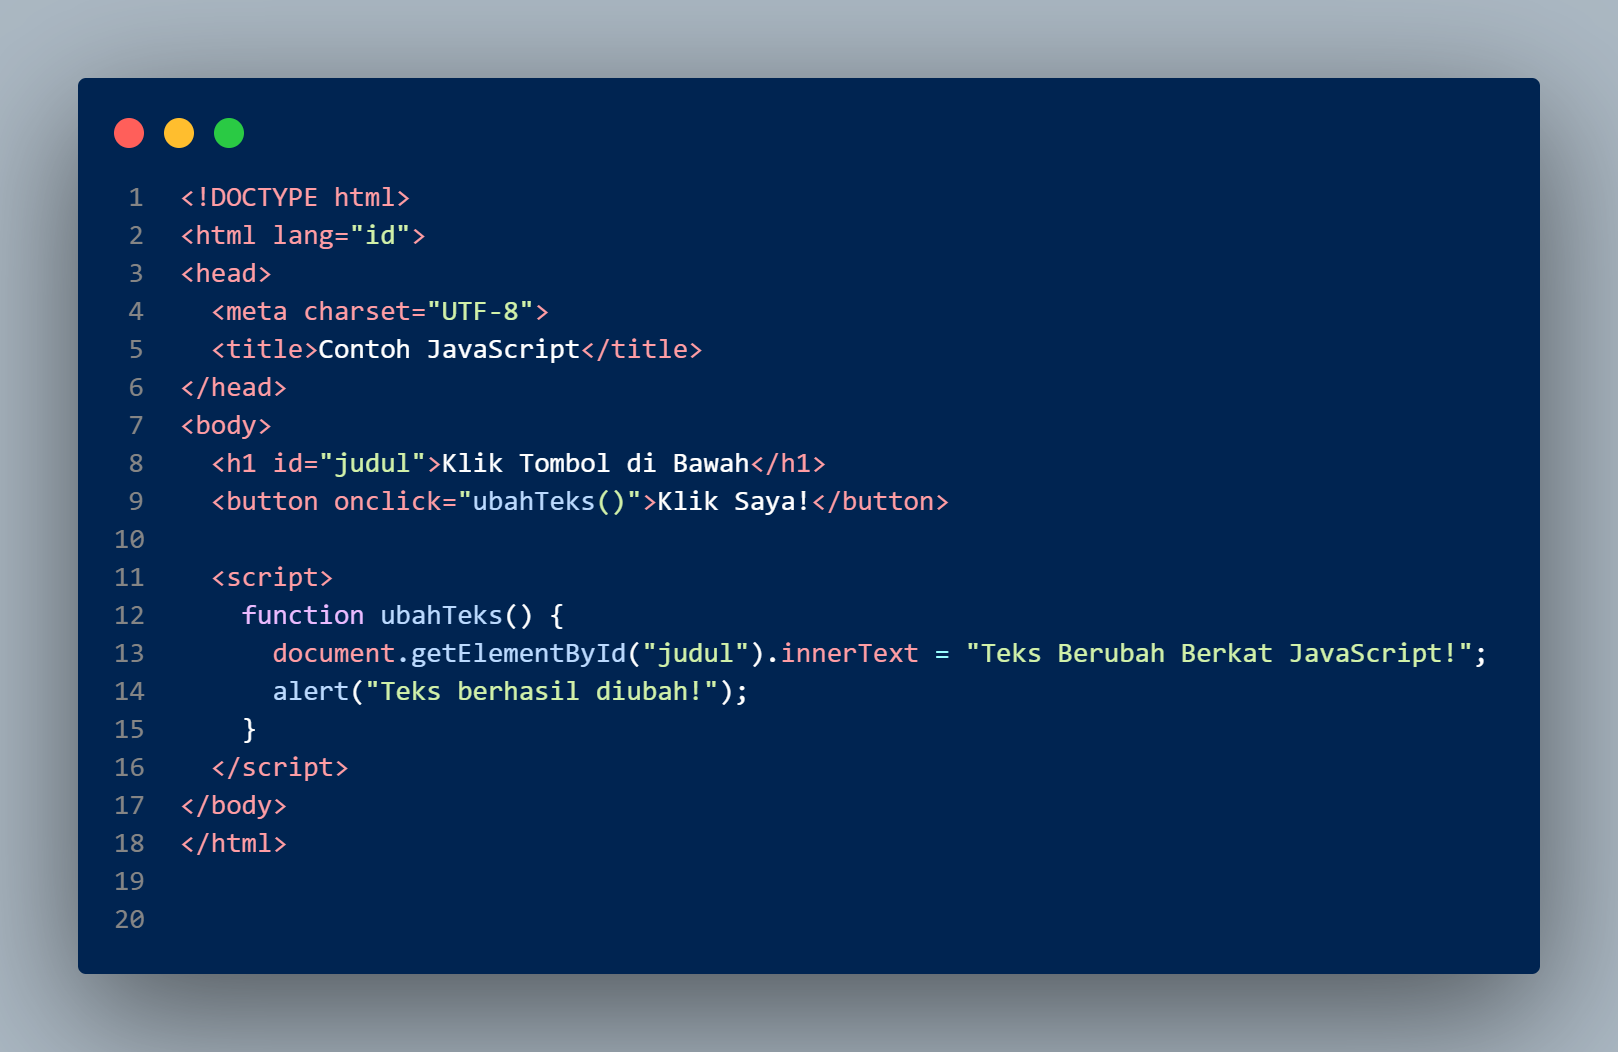 1 <!DOCTYPE html>
2 <html lang="id">
3 <head>
4   <meta charset="UTF-8">
5   <title>Contoh JavaScript</title>
6 </head>
7 <body>
8   <h1 id="judul">Klik Tombol di Bawah</h1>
9   <button onclick="ubahTeks()">Klik Saya!</button>
10
11   <script>
12     function ubahTeks() {
13       document.getElementById("judul").innerText = "Teks Berubah Berkat JavaScript!";
14       alert("Teks berhasil diubah!");
15     }
16   </script>
17 </body>
18 </html>
19
20